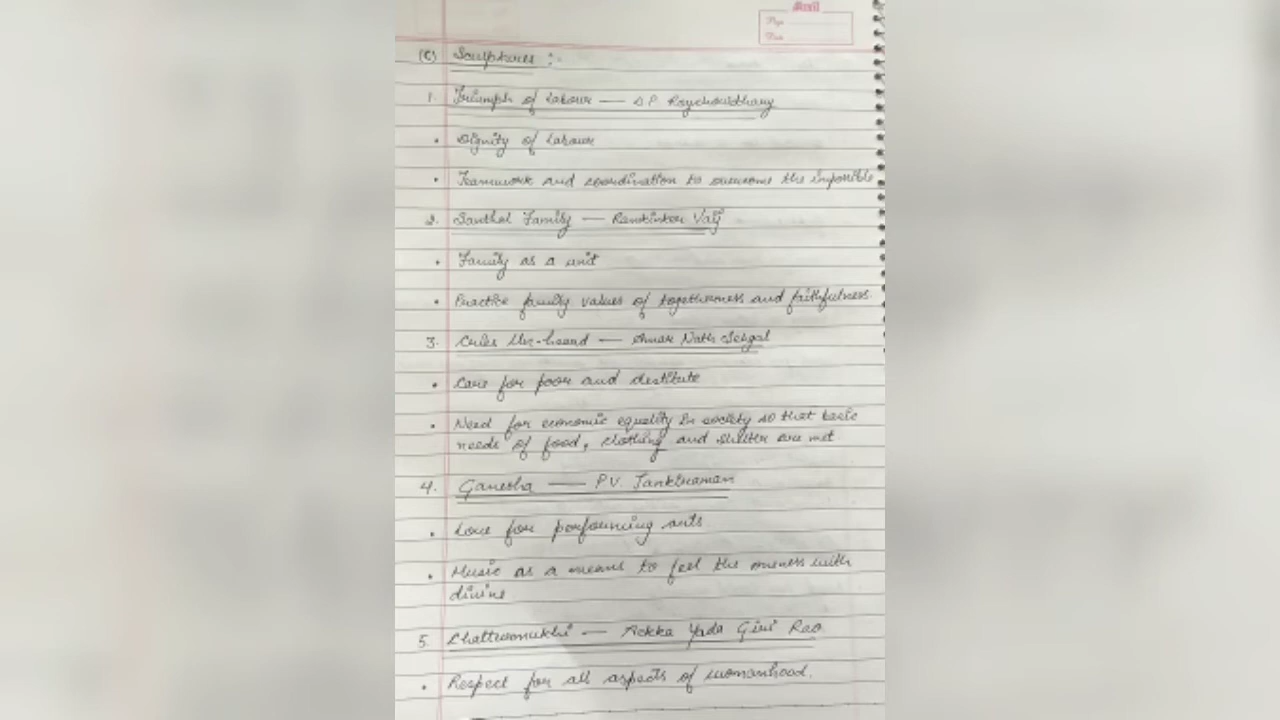 (C) Sculptures :-
1. Triumph of Labour — D.P. Roychowdhary
• Dignity of Labour
• Teamwork and coordination to overcome the impossible
2. Santhal Family — Ramkinker Vaij
• Family as a unit
• Practice family values of togetherness and faithfulness.
3. Cries Un-heard — Amar Nath Sehgal
• Care for poor and destitute
• Need for economic equality in society so that basic
needs of food, clothing and shelter are met
4. Ganesha — P.V. Jankiraman
• Love for performing arts
• Music as a means to feel the oneness with
divine
5. Chatturmukhi — Aekka Yada Giri Rao
• Respect for all aspects of womanhood.